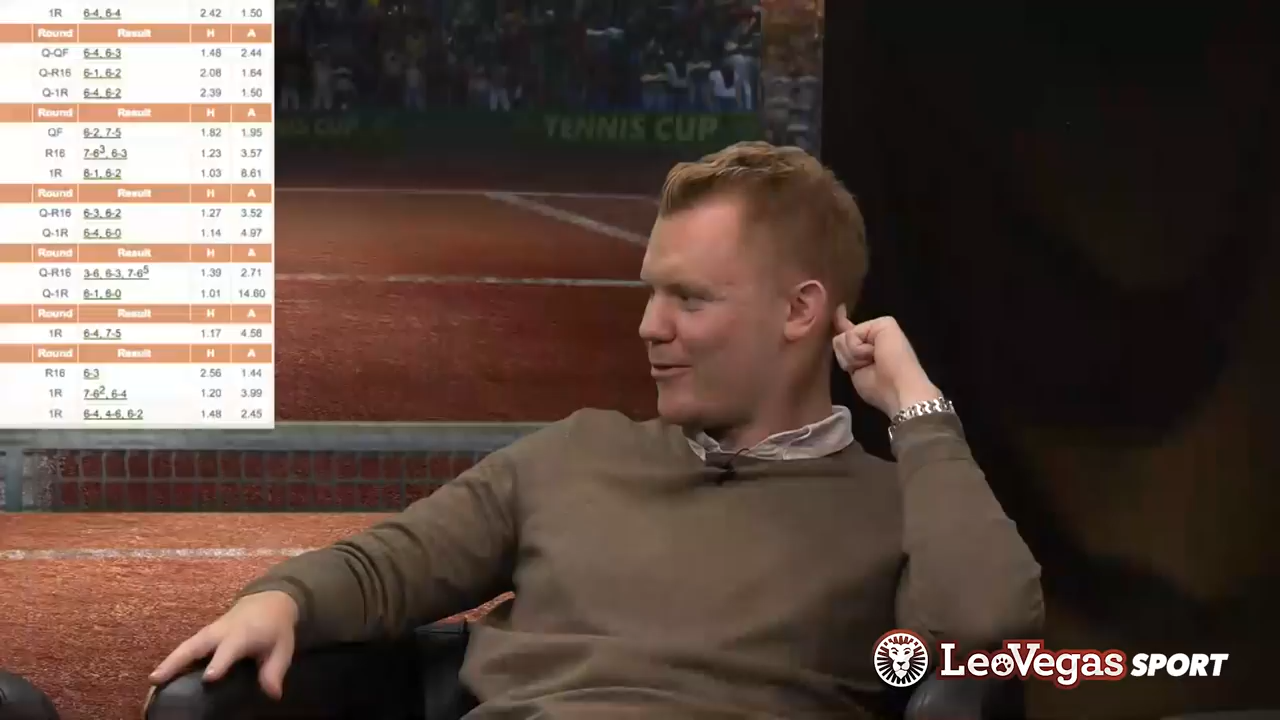 1R 6-4, 6-4 2.42 1.50
Round Result H A
Q-QF 6-4, 6-3 1.48 2.44
Q-R16 6-1, 6-2 2.08 1.64
Q-1R 6-4, 6-2 2.39 1.50
Round Result H A
QF 6-2, 7-5 1.82 1.95
R16 7-6³, 6-3 1.23 3.57
1R 6-1, 6-2 1.03 8.61
Round Result H A
Q-R16 6-3, 6-2 1.27 3.52
Q-1R 6-4, 6-0 1.14 4.97
Round Result H A
Q-R16 3-6, 6-3, 7-6⁵ 1.39 2.71
Q-1R 6-1, 6-0 1.01 14.60
Round Result H A
1R 6-4, 7-5 1.17 4.58
Round Result H A
R16 6-3 2.56 1.44
1R 7-6², 6-4 1.20 3.99
1R 6-4, 4-6, 6-2 1.48 2.45
IS CUP
TENNIS CUP
LeoVegas SPORT